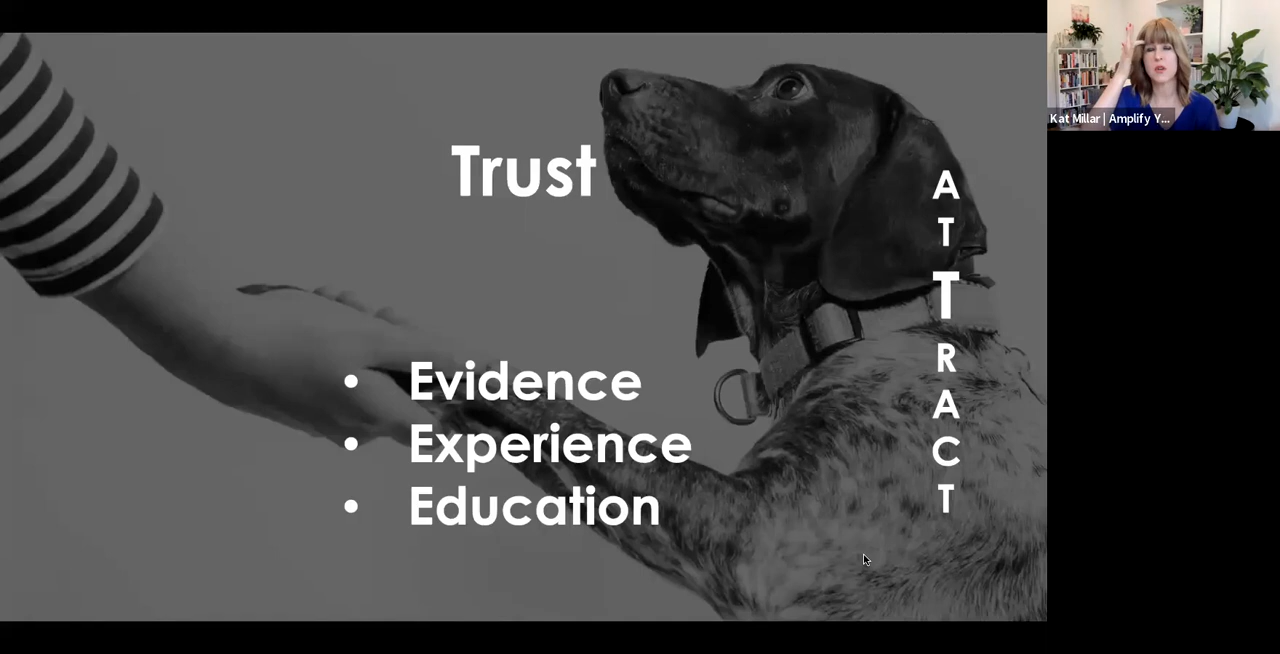 Trust
• Evidence
• Experience
• Education
A
T
T
R
A
C
T
Kat Millar | Amplify Y...